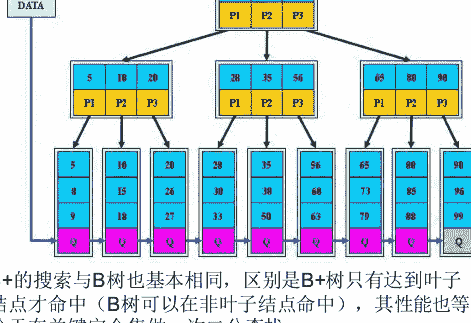 DATA
P1 P2 P3
5 10 20 28 35 56 65 80 90
P1 P2 P3 P1 P2 P3 P1 P2 P3
5 10 20 28 35 56 65 80 90
8 15 26 30 38 60 73 85 96
9 18 27 33 50 63 79 88 99
Q Q Q Q Q Q Q Q Q
+的搜索与B树也基本相同，区别是B+树只有达到叶子
结点才命中（B树可以在非叶子结点命中），其性能也等